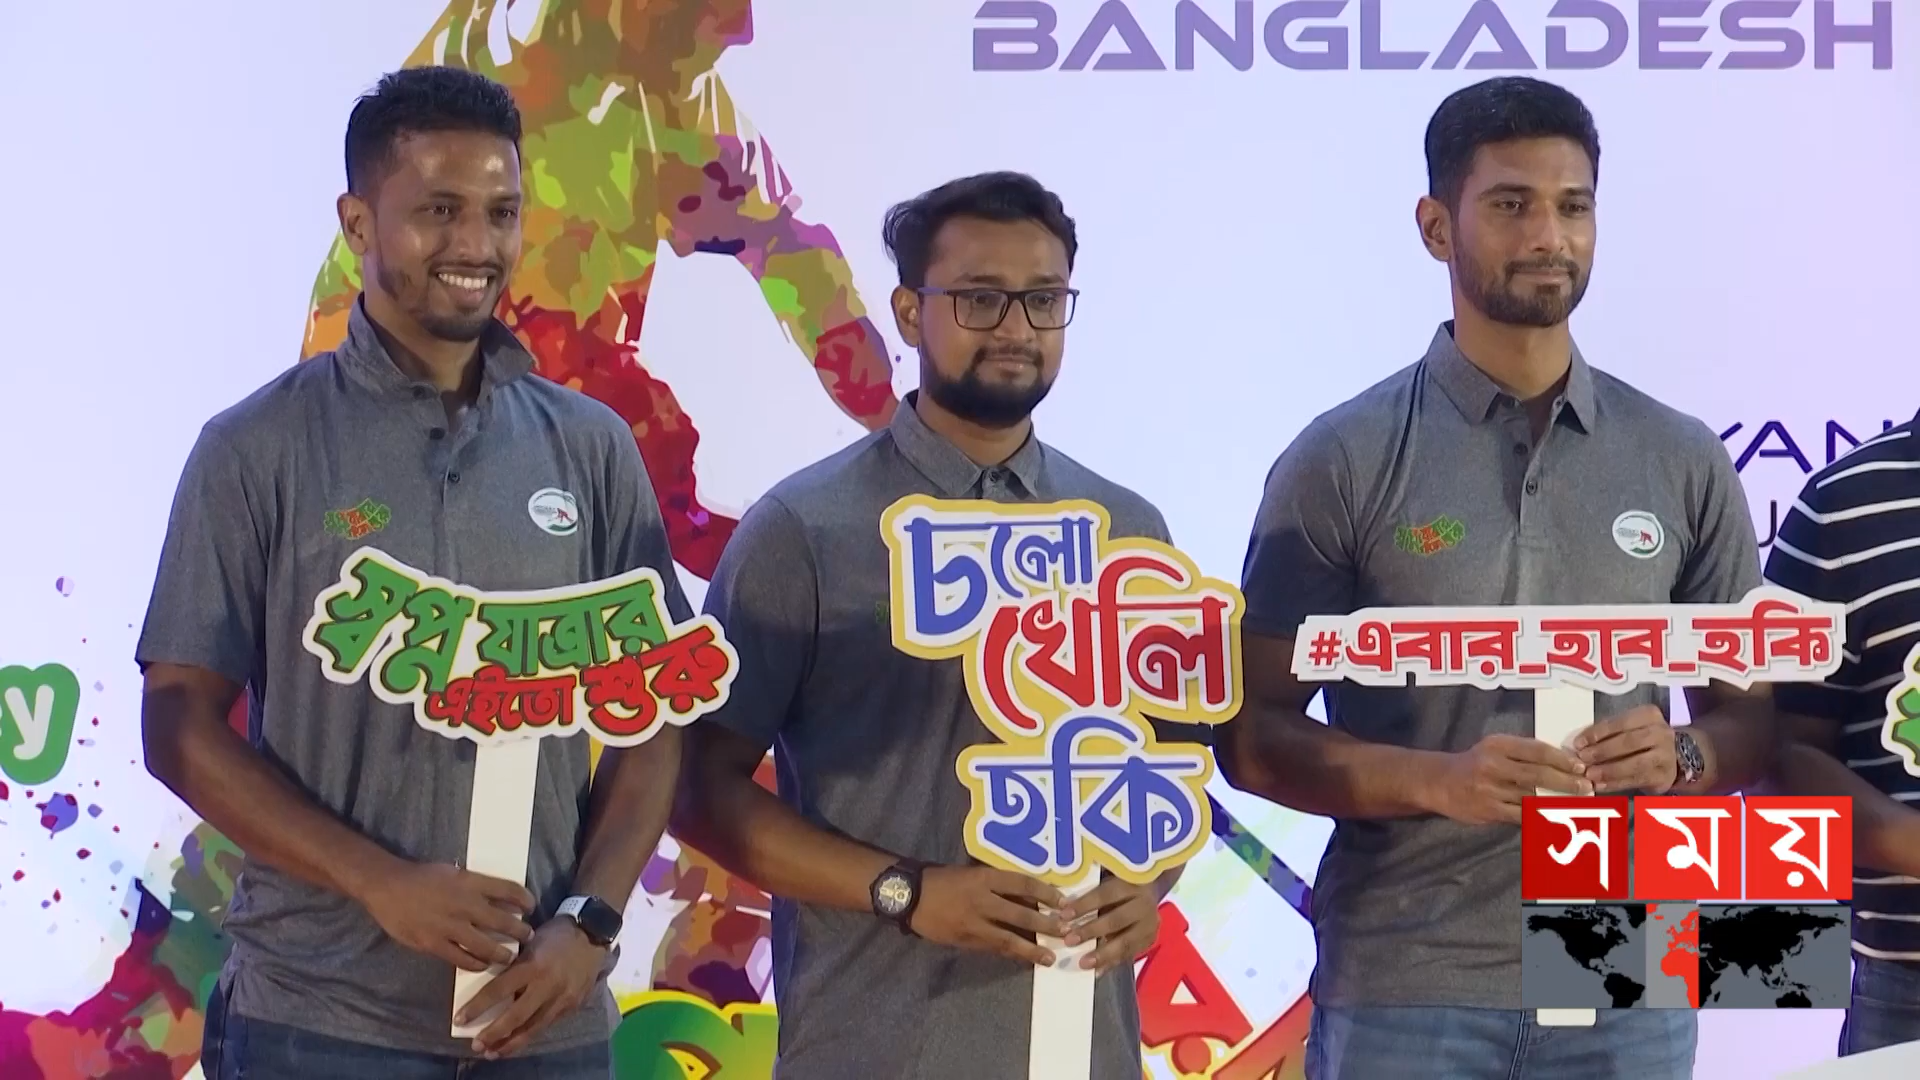 BANGLADESH
স্বপ্ন যাত্রার
এইতো শুরু
চলো
খেলি
হকি
#এবার_হবে_হকি
সময়